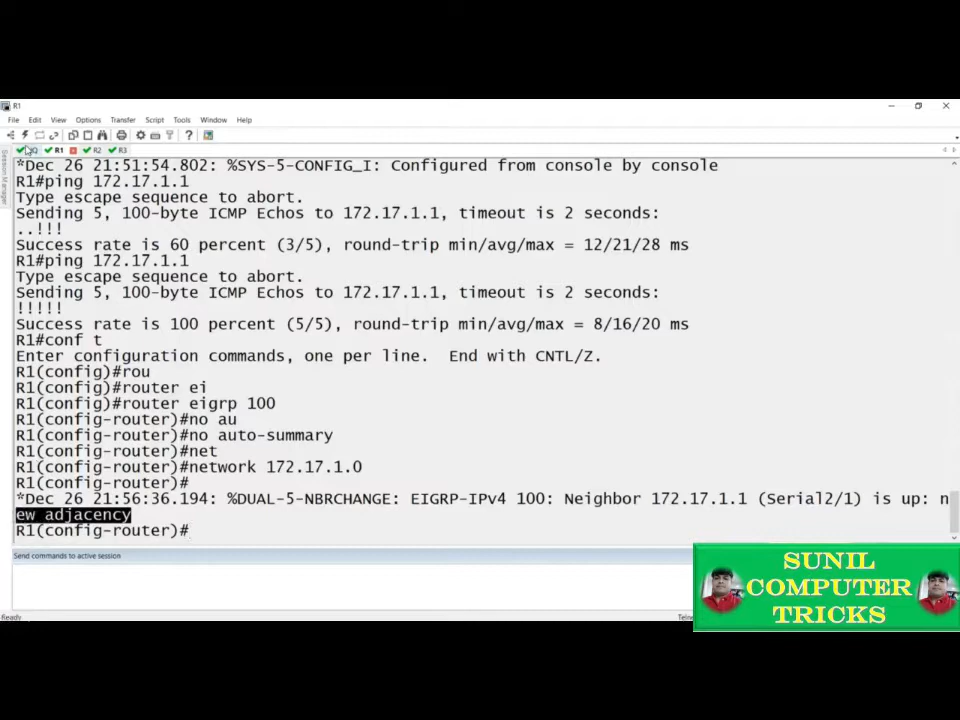 R1
File Edit View Options Transfer Script Tools Window Help
R1 R2 R3
Session Manager
*Dec 26 21:51:54.802: %SYS-5-CONFIG_I: Configured from console by console
R1#ping 172.17.1.1
Type escape sequence to abort.
Sending 5, 100-byte ICMP Echos to 172.17.1.1, timeout is 2 seconds:
..!!!
Success rate is 60 percent (3/5), round-trip min/avg/max = 12/21/28 ms
R1#ping 172.17.1.1
Type escape sequence to abort.
Sending 5, 100-byte ICMP Echos to 172.17.1.1, timeout is 2 seconds:
!!!!!
Success rate is 100 percent (5/5), round-trip min/avg/max = 8/16/20 ms
R1#conf t
Enter configuration commands, one per line.  End with CNTL/Z.
R1(config)#rou
R1(config)#router ei
R1(config)#router eigrp 100
R1(config-router)#no au
R1(config-router)#no auto-summary
R1(config-router)#net
R1(config-router)#network 172.17.1.0
R1(config-router)#
*Dec 26 21:56:36.194: %DUAL-5-NBRCHANGE: EIGRP-IPv4 100: Neighbor 172.17.1.1 (Serial2/1) is up: n
ew adjacency
R1(config-router)#
Send commands to active session
Ready
SUNIL
COMPUTER
TRICKS